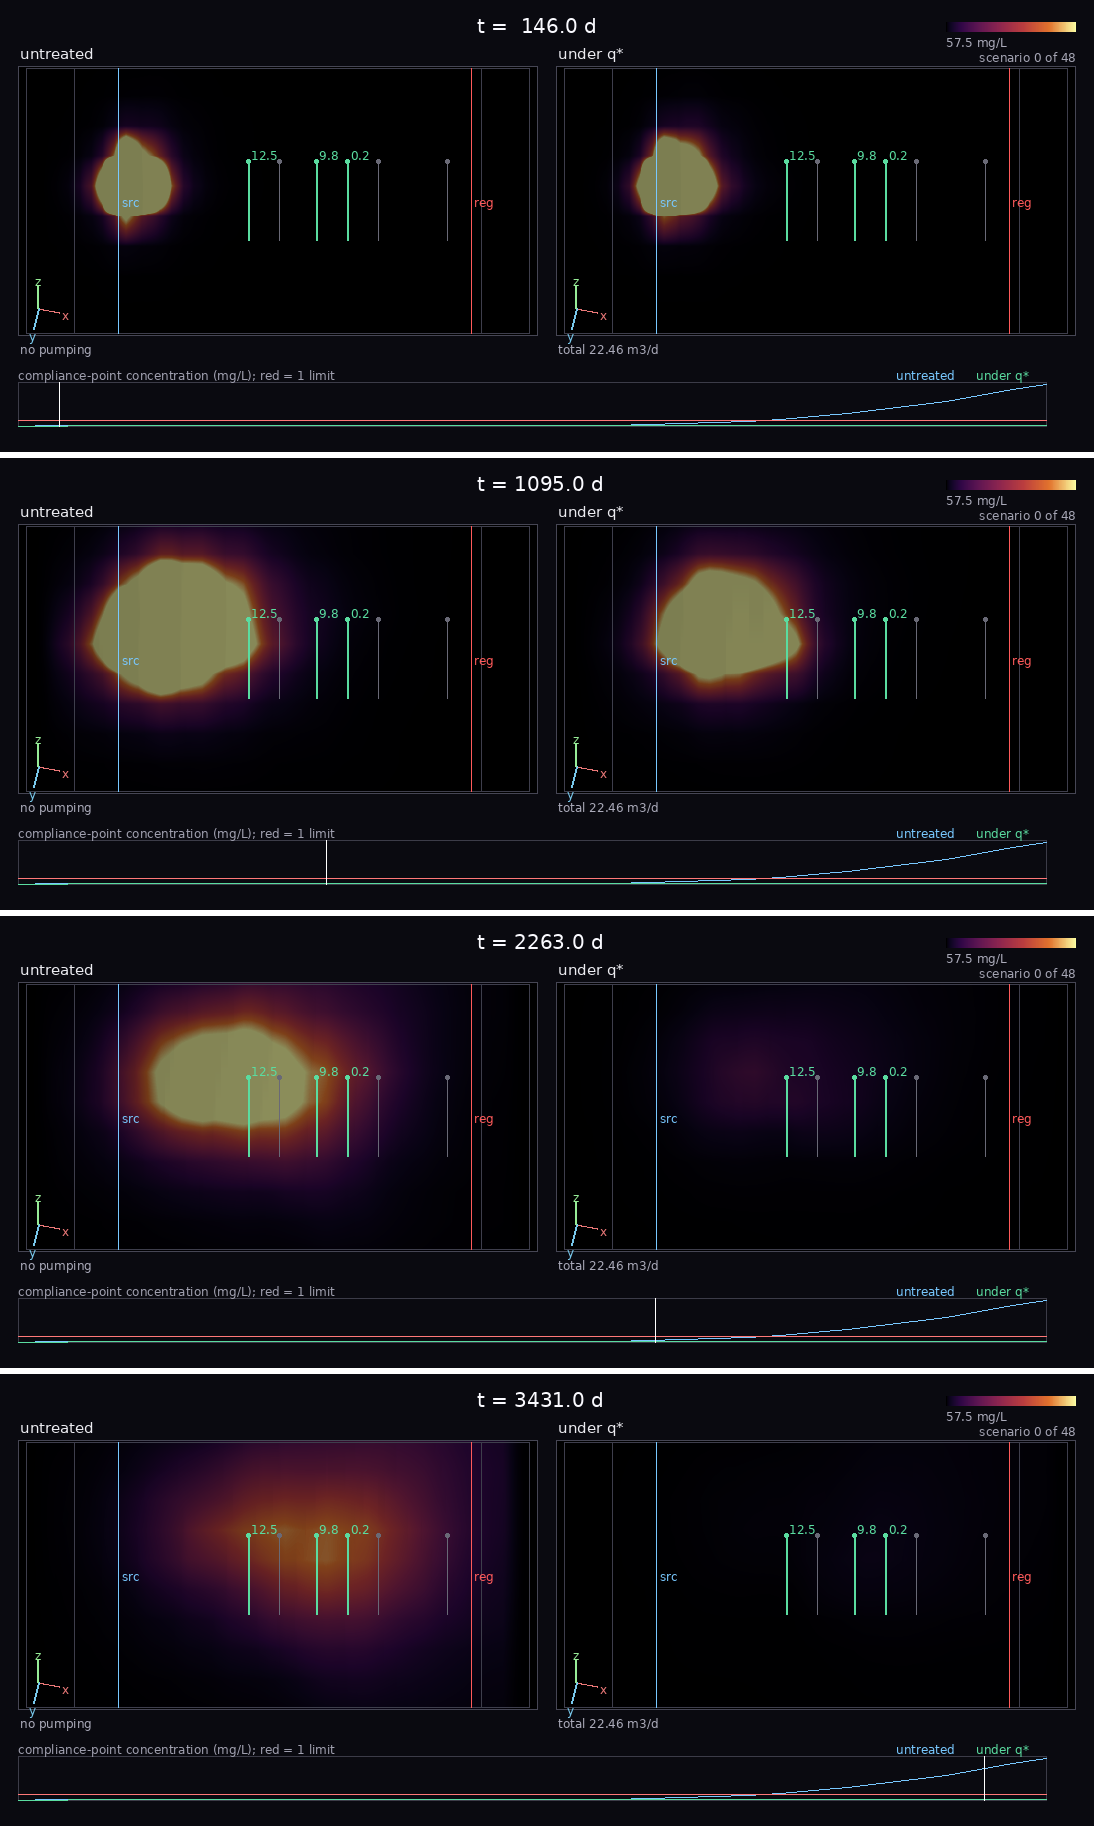 t =  146.0 d
57.5 mg/L
scenario 0 of 48
untreated
under q*
12.5 9.8 0.2
12.5 9.8 0.2
src reg
src reg
z
x
y
z
x
y
no pumping
total 22.46 m3/d
compliance-point concentration (mg/L); red = 1 limit
untreated under q*
t = 1095.0 d
57.5 mg/L
scenario 0 of 48
untreated
under q*
12.5 9.8 0.2
12.5 9.8 0.2
src reg
src reg
z
x
y
z
x
y
no pumping
total 22.46 m3/d
compliance-point concentration (mg/L); red = 1 limit
untreated under q*
t = 2263.0 d
57.5 mg/L
scenario 0 of 48
untreated
under q*
12.5 9.8 0.2
12.5 9.8 0.2
src reg
src reg
z
x
y
z
x
y
no pumping
total 22.46 m3/d
compliance-point concentration (mg/L); red = 1 limit
untreated under q*
t = 3431.0 d
57.5 mg/L
scenario 0 of 48
untreated
under q*
12.5 9.8 0.2
12.5 9.8 0.2
src reg
src reg
z
x
y
z
x
y
no pumping
total 22.46 m3/d
compliance-point concentration (mg/L); red = 1 limit
untreated under q*